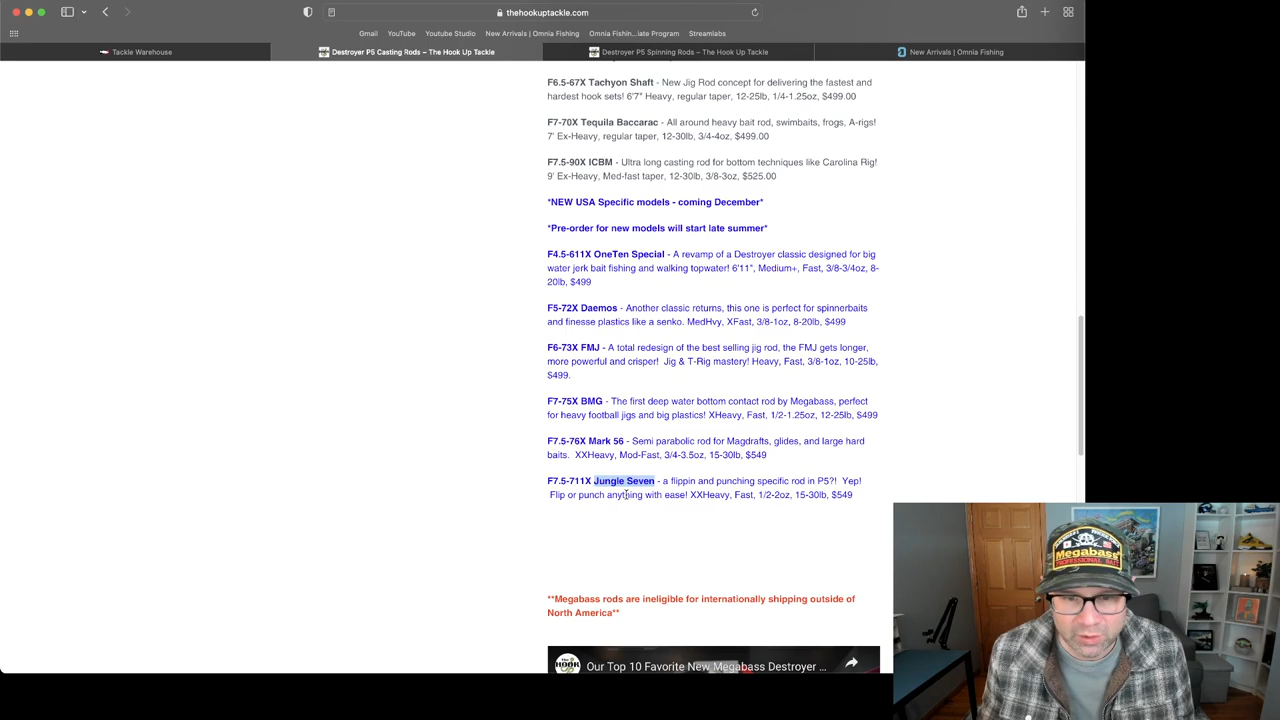 thehookuptackle.com
Gmail YouTube Youtube Studio New Arrivals | Omnia Fishing Omnia Fishin...iate Program Streamlabs
Tackle Warehouse Destroyer P5 Casting Rods – The Hook Up Tackle Destroyer P5 Spinning Rods – The Hook Up Tackle New Arrivals | Omnia Fishing
F6.5-67X Tachyon Shaft - New Jig Rod concept for delivering the fastest and
hardest hook sets! 6'7" Heavy, regular taper, 12-25lb, 1/4-1.25oz, $499.00
F7-70X Tequila Baccarac - All around heavy bait rod, swimbaits, frogs, A-rigs!
7' Ex-Heavy, regular taper, 12-30lb, 3/4-4oz, $499.00
F7.5-90X ICBM - Ultra long casting rod for bottom techniques like Carolina Rig!
9' Ex-Heavy, Med-fast taper, 12-30lb, 3/8-3oz, $525.00
*NEW USA Specific models - coming December*
*Pre-order for new models will start late summer*
F4.5-611X OneTen Special - A revamp of a Destroyer classic designed for big
water jerk bait fishing and walking topwater! 6'11", Medium+, Fast, 3/8-3/4oz, 8-
20lb, $499
F5-72X Daemos - Another classic returns, this one is perfect for spinnerbaits
and finesse plastics like a senko. MedHvy, XFast, 3/8-1oz, 8-20lb, $499
F6-73X FMJ - A total redesign of the best selling jig rod, the FMJ gets longer,
more powerful and crisper! Jig & T-Rig mastery! Heavy, Fast, 3/8-1oz, 10-25lb,
$499.
F7-75X BMG - The first deep water bottom contact rod by Megabass, perfect
for heavy football jigs and big plastics! XHeavy, Fast, 1/2-1.25oz, 12-25lb, $499
F7.5-76X Mark 56 - Semi parabolic rod for Magdrafts, glides, and large hard
baits. XXHeavy, Mod-Fast, 3/4-3.5oz, 15-30lb, $549
F7.5-711X Jungle Seven - a flippin and punching specific rod in P5?! Yep!
Flip or punch anything with ease! XXHeavy, Fast, 1/2-2oz, 15-30lb, $549
**Megabass rods are ineligible for internationally shipping outside of
North America**
Our Top 10 Favorite New Megabass Destroyer ...
Megabass